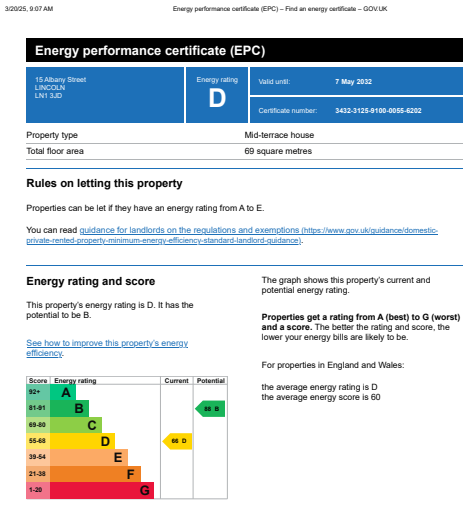 3/20/25, 9:07 AM Energy performance certificate (EPC) – Find an energy certificate – GOV.UK
Energy performance certificate (EPC)
15 Albany Street
LINCOLN
LN1 3JD
Energy rating
D
Valid until: 7 May 2032
Certificate number: 3432-3125-9100-0055-6202
Property type Mid-terrace house
Total floor area 69 square metres
Rules on letting this property
Properties can be let if they have an energy rating from A to E.
You can read guidance for landlords on the regulations and exemptions (https://www.gov.uk/guidance/domestic-
private-rented-property-minimum-energy-efficiency-standard-landlord-guidance).
Energy rating and score
This property's energy rating is D. It has the
potential to be B.
See how to improve this property's energy
efficiency.
Score Energy rating Current Potential
92+ A
81-91 B 88 B
69-80 C
55-68 D 66 D
39-54 E
21-38 F
1-20 G
The graph shows this property's current and
potential energy rating.
Properties get a rating from A (best) to G (worst)
and a score. The better the rating and score, the
lower your energy bills are likely to be.
For properties in England and Wales:
the average energy rating is D
the average energy score is 60